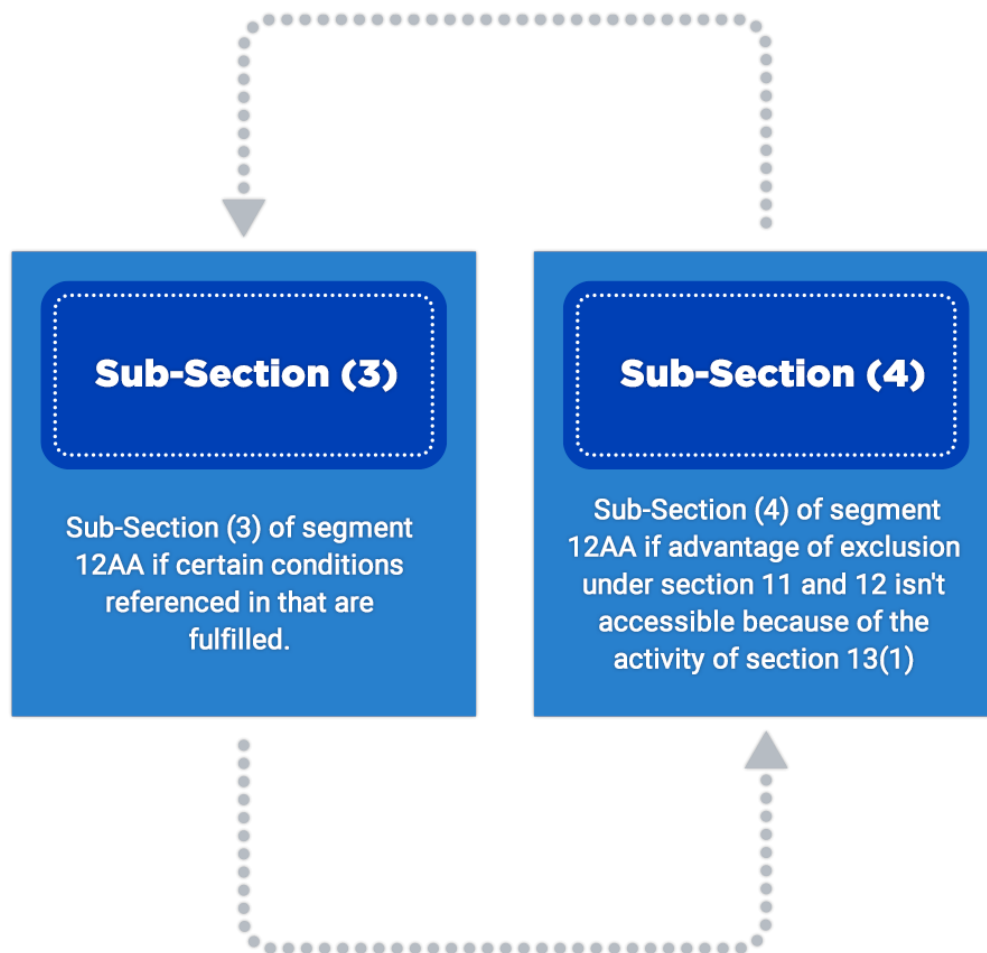 Sub-Section (3)
Sub-Section (3) of segment
12AA if certain conditions
referenced in that are
fulfilled.
Sub-Section (4)
Sub-Section (4) of segment
12AA if advantage of exclusion
under section 11 and 12 isn't
accessible because of the
activity of section 13(1)